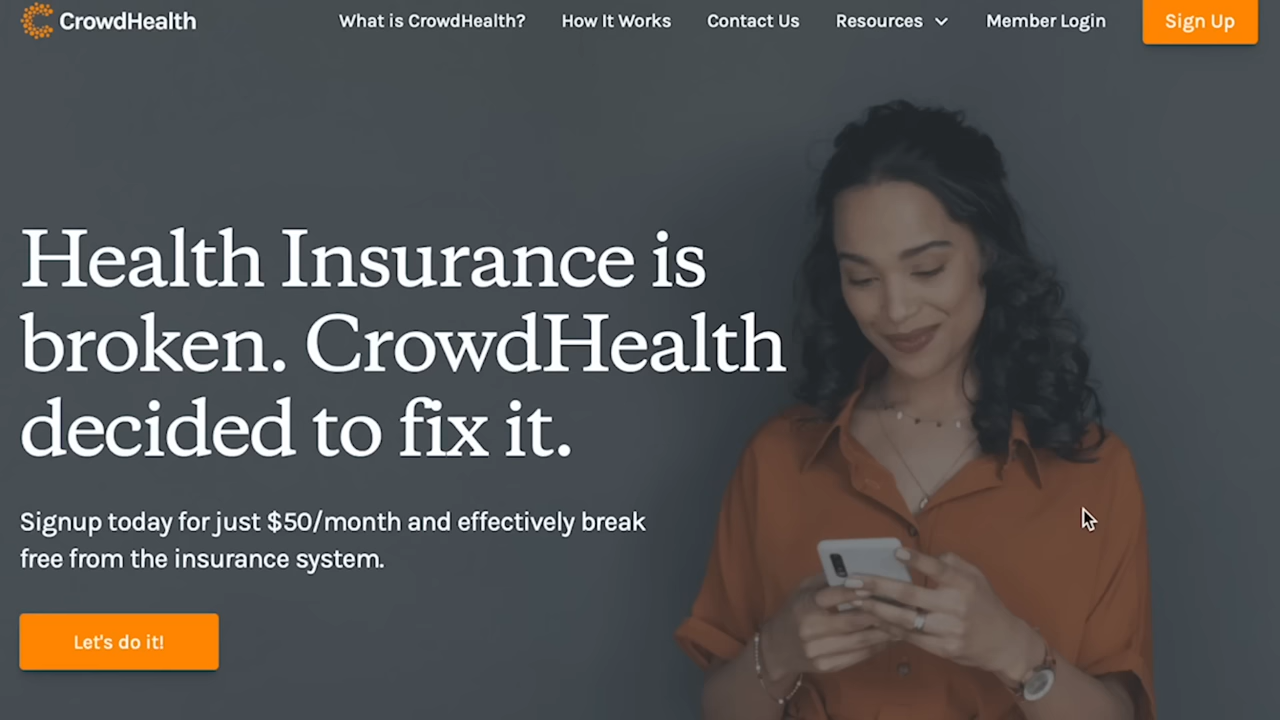 CrowdHealth
What is CrowdHealth?
How It Works
Contact Us
Resources
Member Login
Sign Up
Health Insurance is
broken. CrowdHealth
decided to fix it.
Signup today for just $50/month and effectively break
free from the insurance system.
Let's do it!